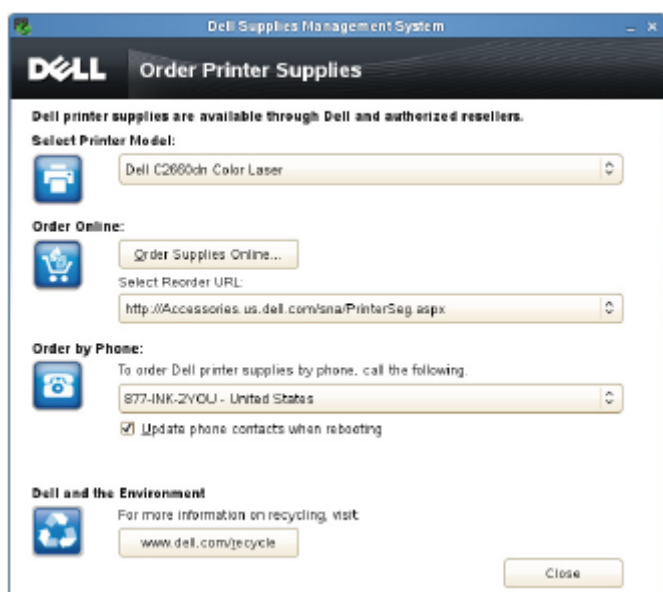 Dell Supplies Management System
DELL Order Printer Supplies
Dell printer supplies are available through Dell and authorized resellers.
Select Printer Model:
Dell C2660dn Color Laser
Order Online:
Order Supplies Online...
Select Reorder URL:
http://Accessories.us.dell.com/sna/PrinterSeg.aspx
Order by Phone:
To order Dell printer supplies by phone, call the following.
877-INK-2YOU - United States
Update phone contacts when rebooting
Dell and the Environment
For more information on recycling, visit:
www.dell.com/recycle
Close